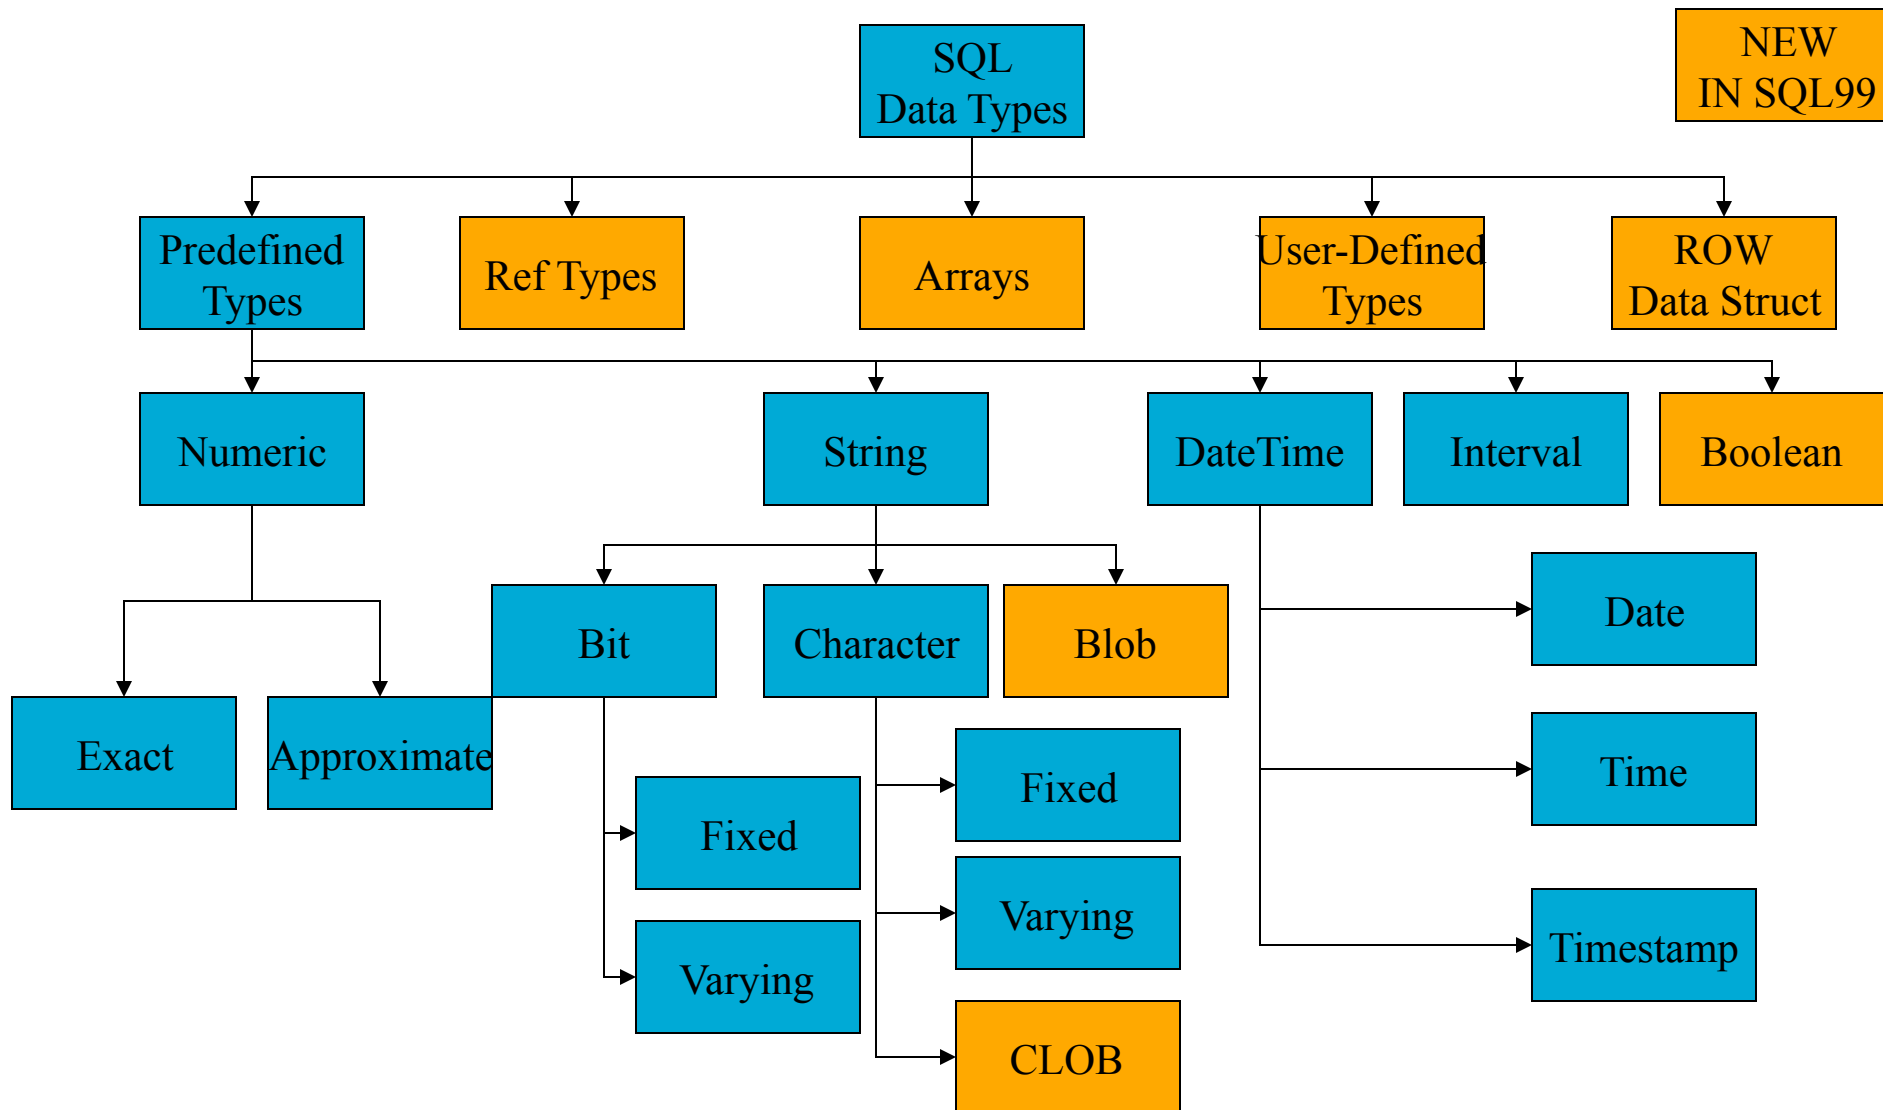 SQL
Data Types
NEW
IN SQL99
Predefined
Types
Ref Types
Arrays
User-Defined
Types
ROW
Data Struct
Numeric
String
DateTime
Interval
Boolean
Bit
Character
Blob
Date
Exact
Approximate
Fixed
Fixed
Time
Varying
Varying
Timestamp
CLOB